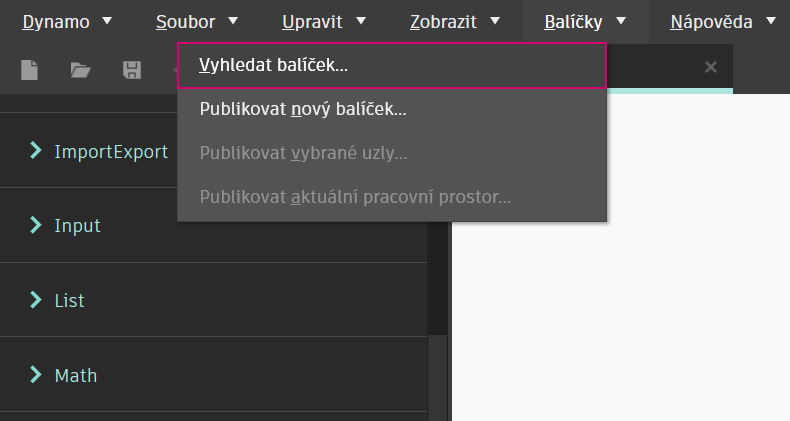 Dynamo Soubor Upravit Zobrazit Balíčky Nápověda
Vyhledat balíček...
Publikovat nový balíček...
Publikovat vybrané uzly...
Publikovat aktuální pracovní prostor...
ImportExport
Input
List
Math